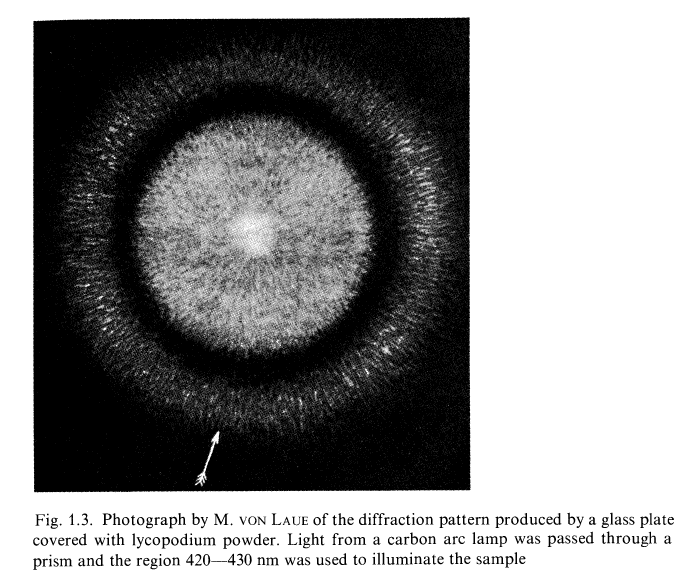 Fig. 1.3. Photograph by M. VON LAUE of the diffraction pattern produced by a glass plate
covered with lycopodium powder. Light from a carbon arc lamp was passed through a
prism and the region 420—430 nm was used to illuminate the sample